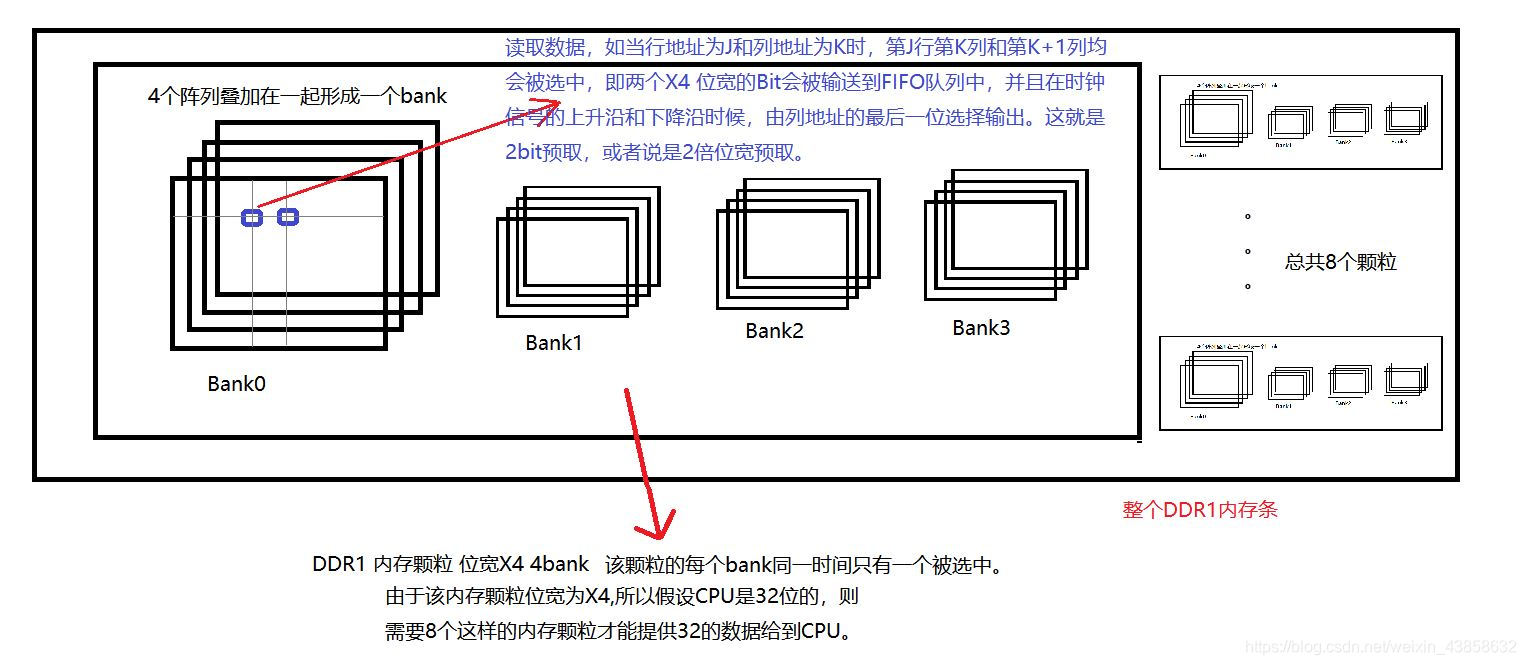 读取数据，如当行地址为J和列地址为K时，第J行第K列和第K+1列均
会被选中，即两个X4 位宽的Bit会被输送到FIFO队列中，并且在时钟
信号的上升沿和下降沿时候，由列地址的最后一位选择输出。这就是
2bit预取，或者说是2倍位宽预取。
4个阵列叠加在一起形成一个bank
Bank0
Bank1
Bank2
Bank3
总共8个颗粒
Bank1
Bank2
Bank3
Bank0
Bank1
Bank2
Bank3
Bank0
整个DDR1内存条
DDR1 内存颗粒 位宽X4 4bank 该颗粒的每个bank同一时间只有一个被选中。
由于该内存颗粒位宽为X4,所以假设CPU是32位的，则
需要8个这样的内存颗粒才能提供32的数据给到CPU。
https://blog.csdn.net/weixin_43858632